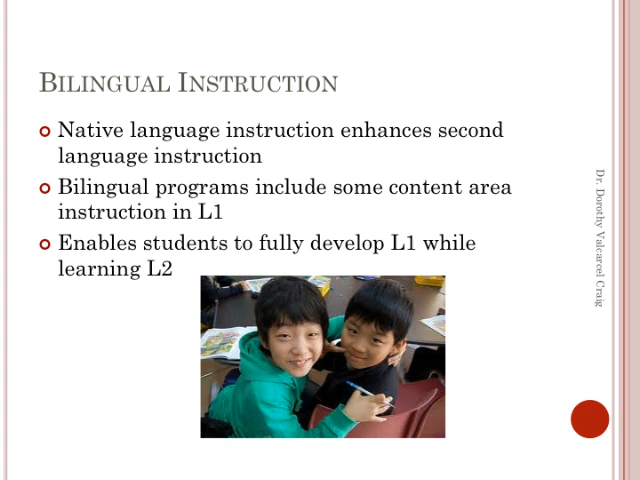 BILINGUAL INSTRUCTION
Native language instruction enhances second
language instruction
Bilingual programs include some content area
instruction in L1
Enables students to fully develop L1 while
learning L2
Dr. Dorothy Valcarcel Craig